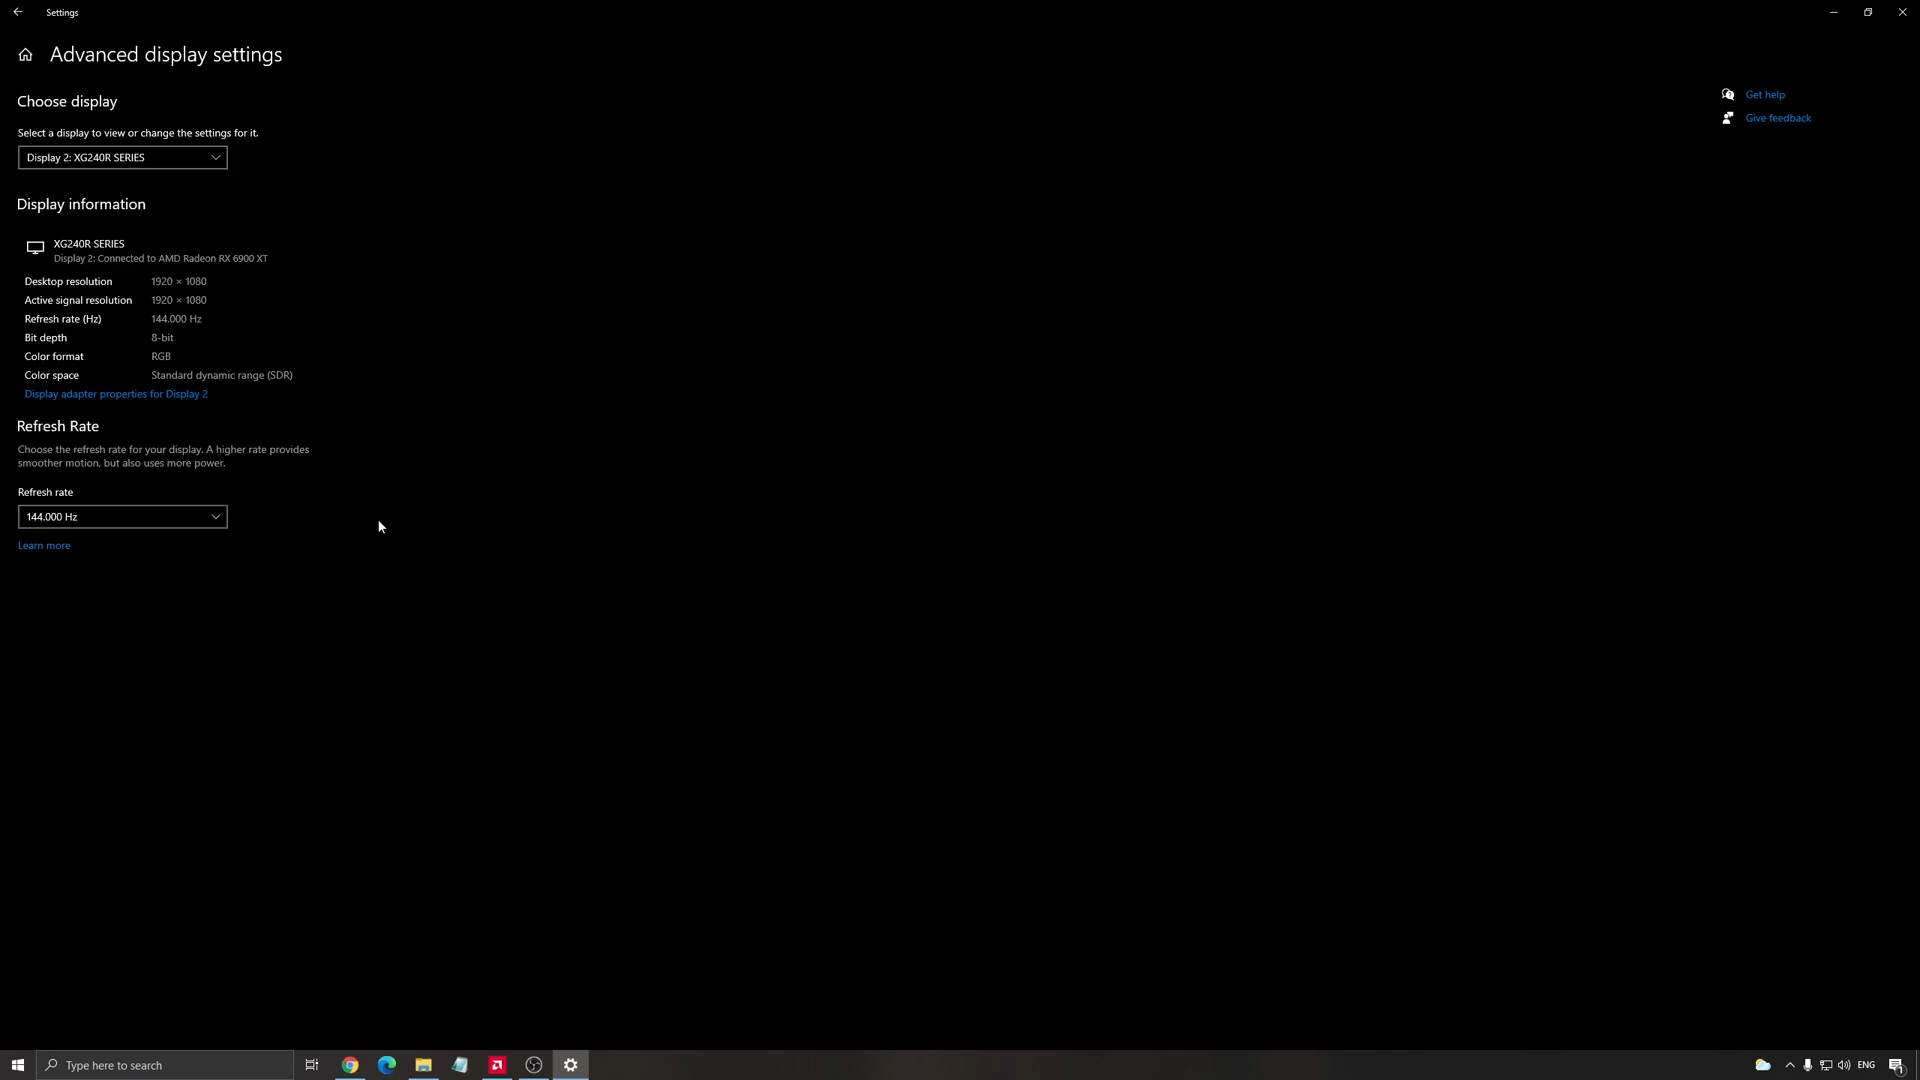 Settings
Advanced display settings
Choose display
Get help
Give feedback
Select a display to view or change the settings for it.
Display 2: XG240R SERIES
Display information
XG240R SERIES
Display 2: Connected to AMD Radeon RX 6900 XT
Desktop resolution 1920 × 1080
Active signal resolution 1920 × 1080
Refresh rate (Hz) 144.000 Hz
Bit depth 8-bit
Color format RGB
Color space Standard dynamic range (SDR)
Display adapter properties for Display 2
Refresh Rate
Choose the refresh rate for your display. A higher rate provides
smoother motion, but also uses more power.
Refresh rate
144.000 Hz
Learn more
Type here to search
ENG
1